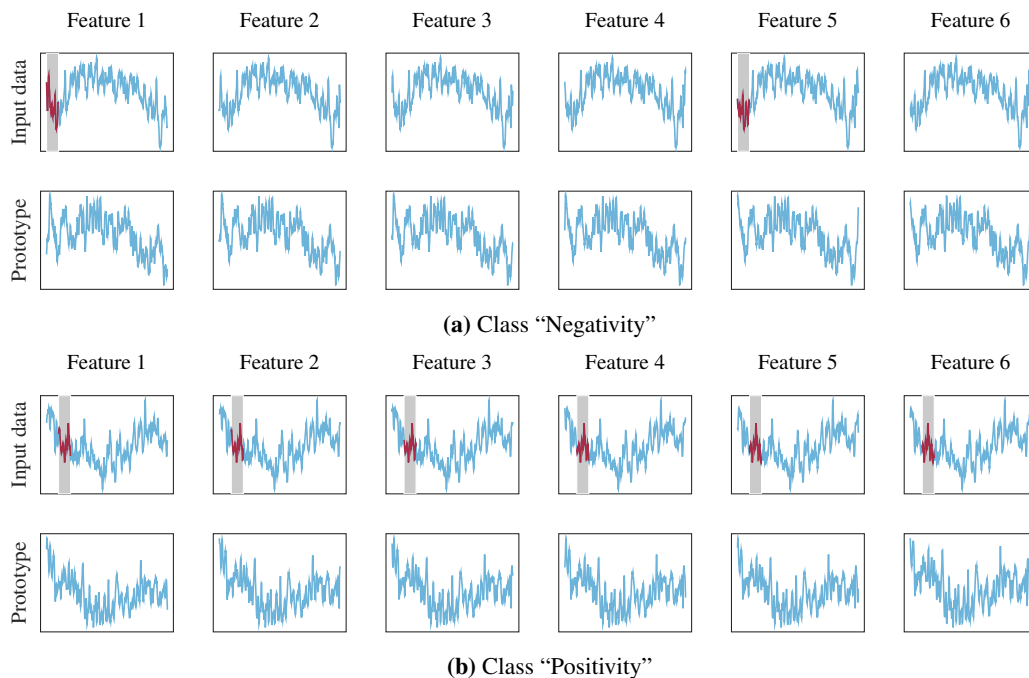 Feature 1 Feature 2 Feature 3 Feature 4 Feature 5 Feature 6
Input data
Prototype
(a) Class “Negativity”
Feature 1 Feature 2 Feature 3 Feature 4 Feature 5 Feature 6
Input data
Prototype
(b) Class “Positivity”